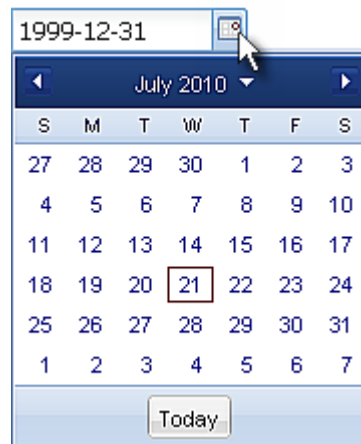 1999-12-31
July 2010
S M T W T F S
27 28 29 30 1 2 3
4 5 6 7 8 9 10
11 12 13 14 15 16 17
18 19 20 21 22 23 24
25 26 27 28 29 30 31
1 2 3 4 5 6 7
Today